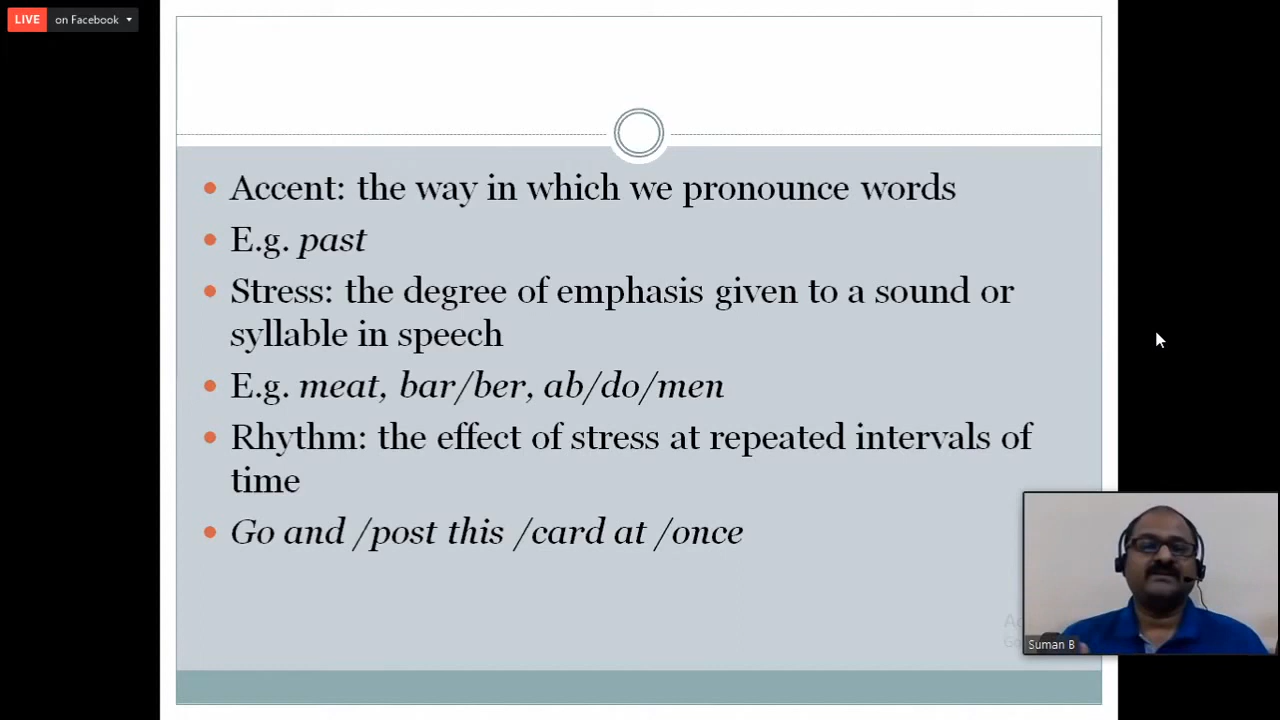 LIVE on Facebook
Accent: the way in which we pronounce words
E.g. past
Stress: the degree of emphasis given to a sound or
syllable in speech
E.g. meat, bar/ber, ab/do/men
Rhythm: the effect of stress at repeated intervals of
time
Go and /post this /card at /once
Suman B